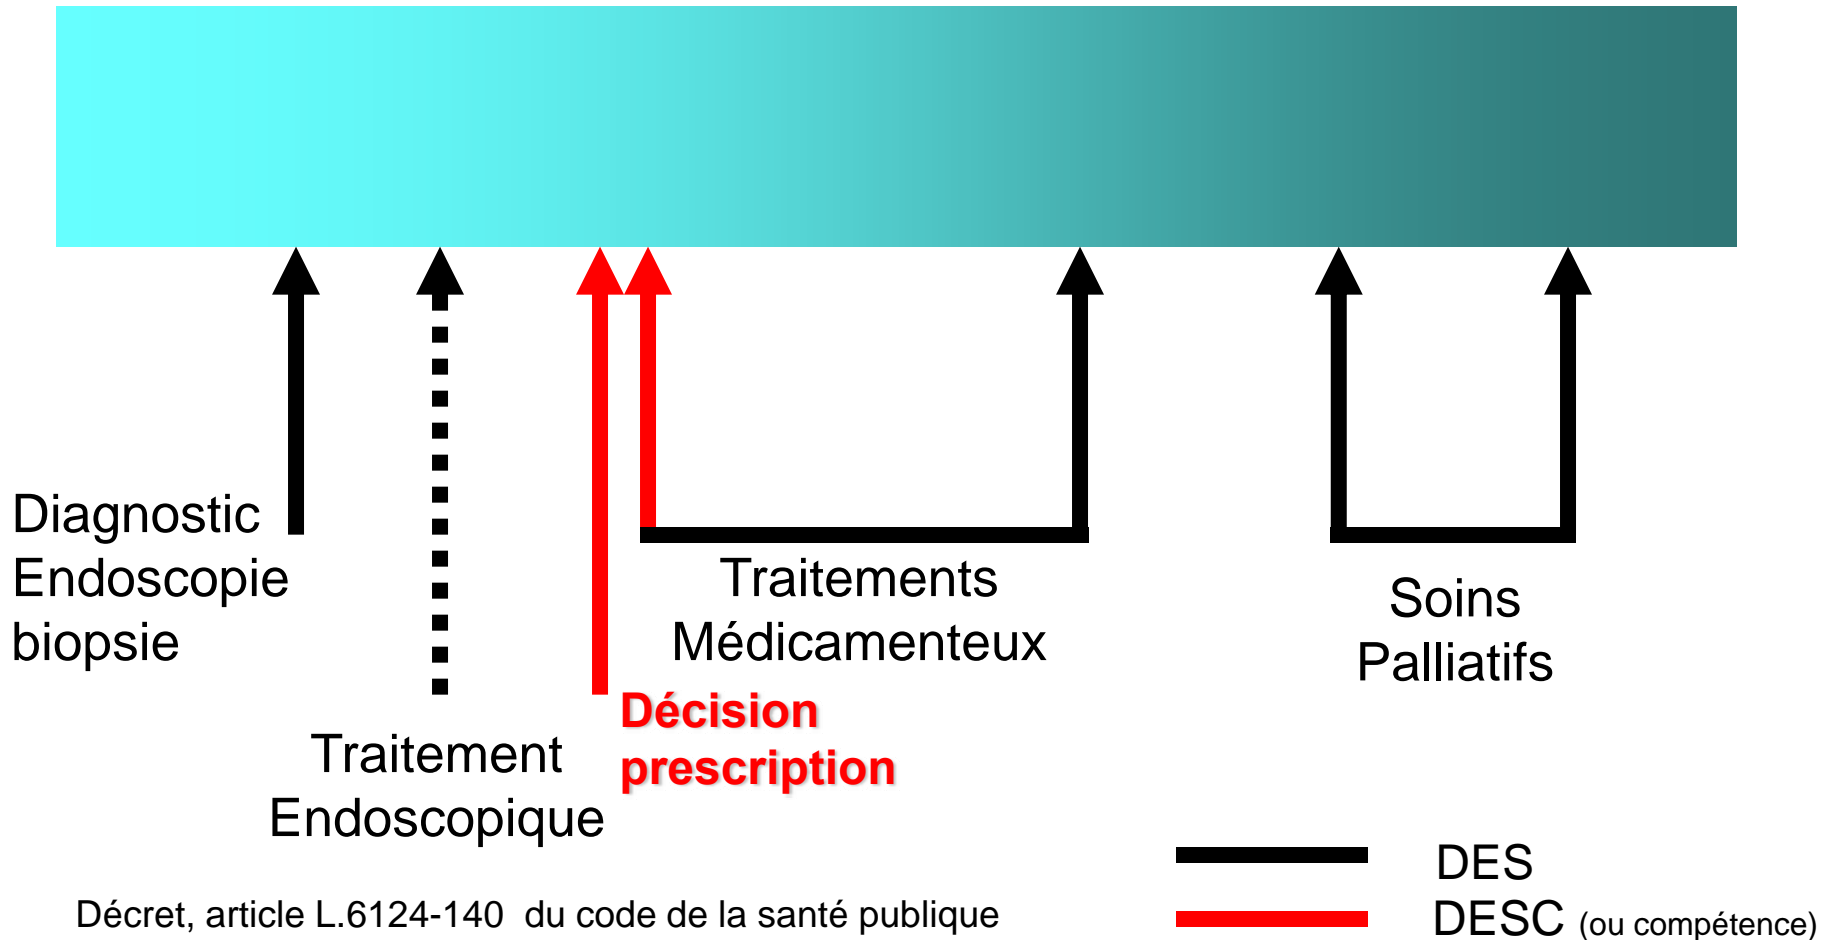 Diagnostic
Endoscopie
biopsie
Traitement
Endoscopique
Décision
prescription
Traitements
Médicamenteux
Soins
Palliatifs
DES
DESC (ou compétence)
Décret, article L.6124-140 du code de la santé publique